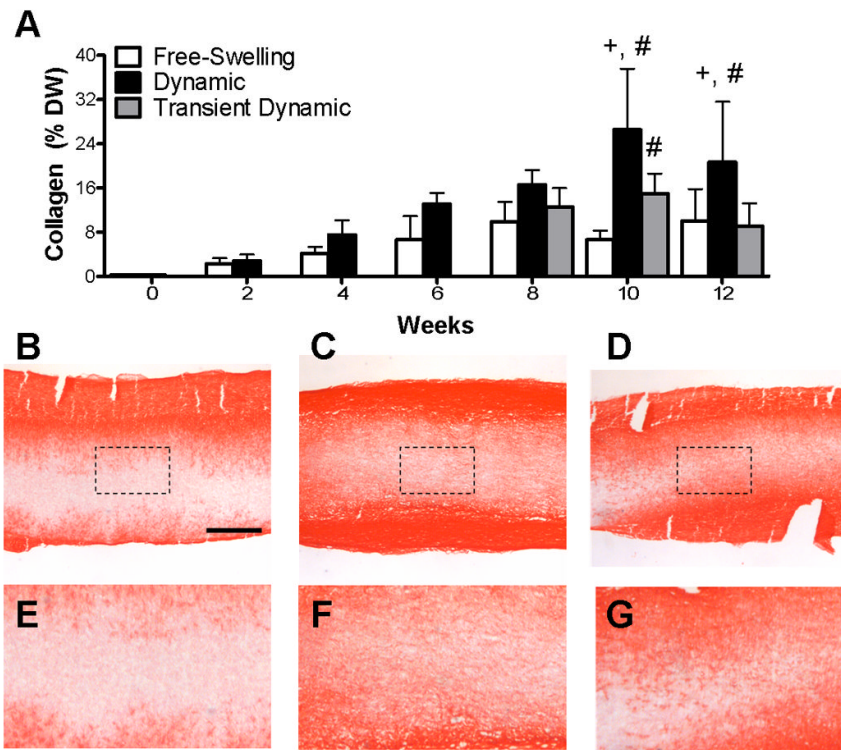 A
Collagen (% DW)
40
32
24
16
8
0
Free-Swelling
Dynamic
Transient Dynamic
+, #
#
+, #
0 2 4 6 8 10 12
Weeks
B C D
E F G